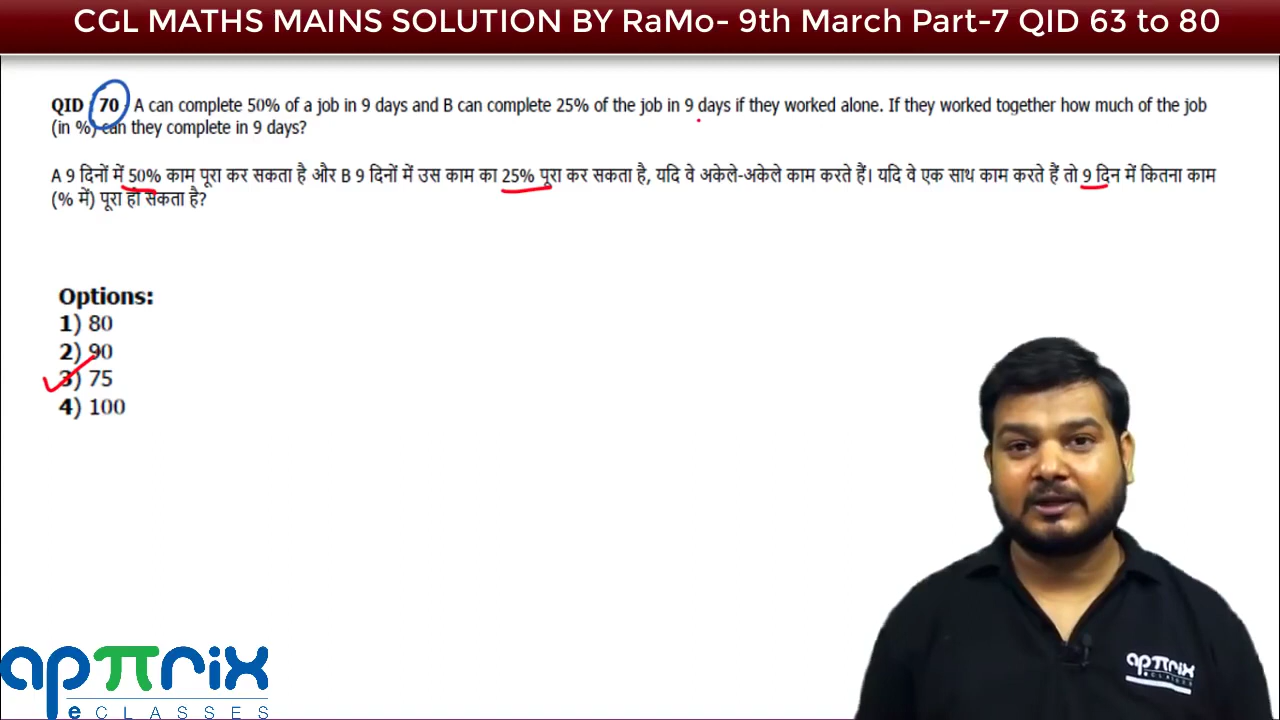 CGL MATHS MAINS SOLUTION BY RaMo- 9th March Part-7 QID 63 to 80
QID 70 A can complete 50% of a job in 9 days and B can complete 25% of the job in 9 days if they worked alone. If they worked together how much of the job
(in %) can they complete in 9 days?
A 9 दिनों में 50% काम पूरा कर सकता है और B 9 दिनों में उस काम का 25% पूरा कर सकता है, यदि वे अकेले-अकेले काम करते हैं। यदि वे एक साथ काम करते हैं तो 9 दिन में कितना काम
(% में) पूरा हो सकता है?
Options:
1) 80
2) 90
3) 75
4) 100
apπrix
eCLASSES
apπrix
eCLASSES